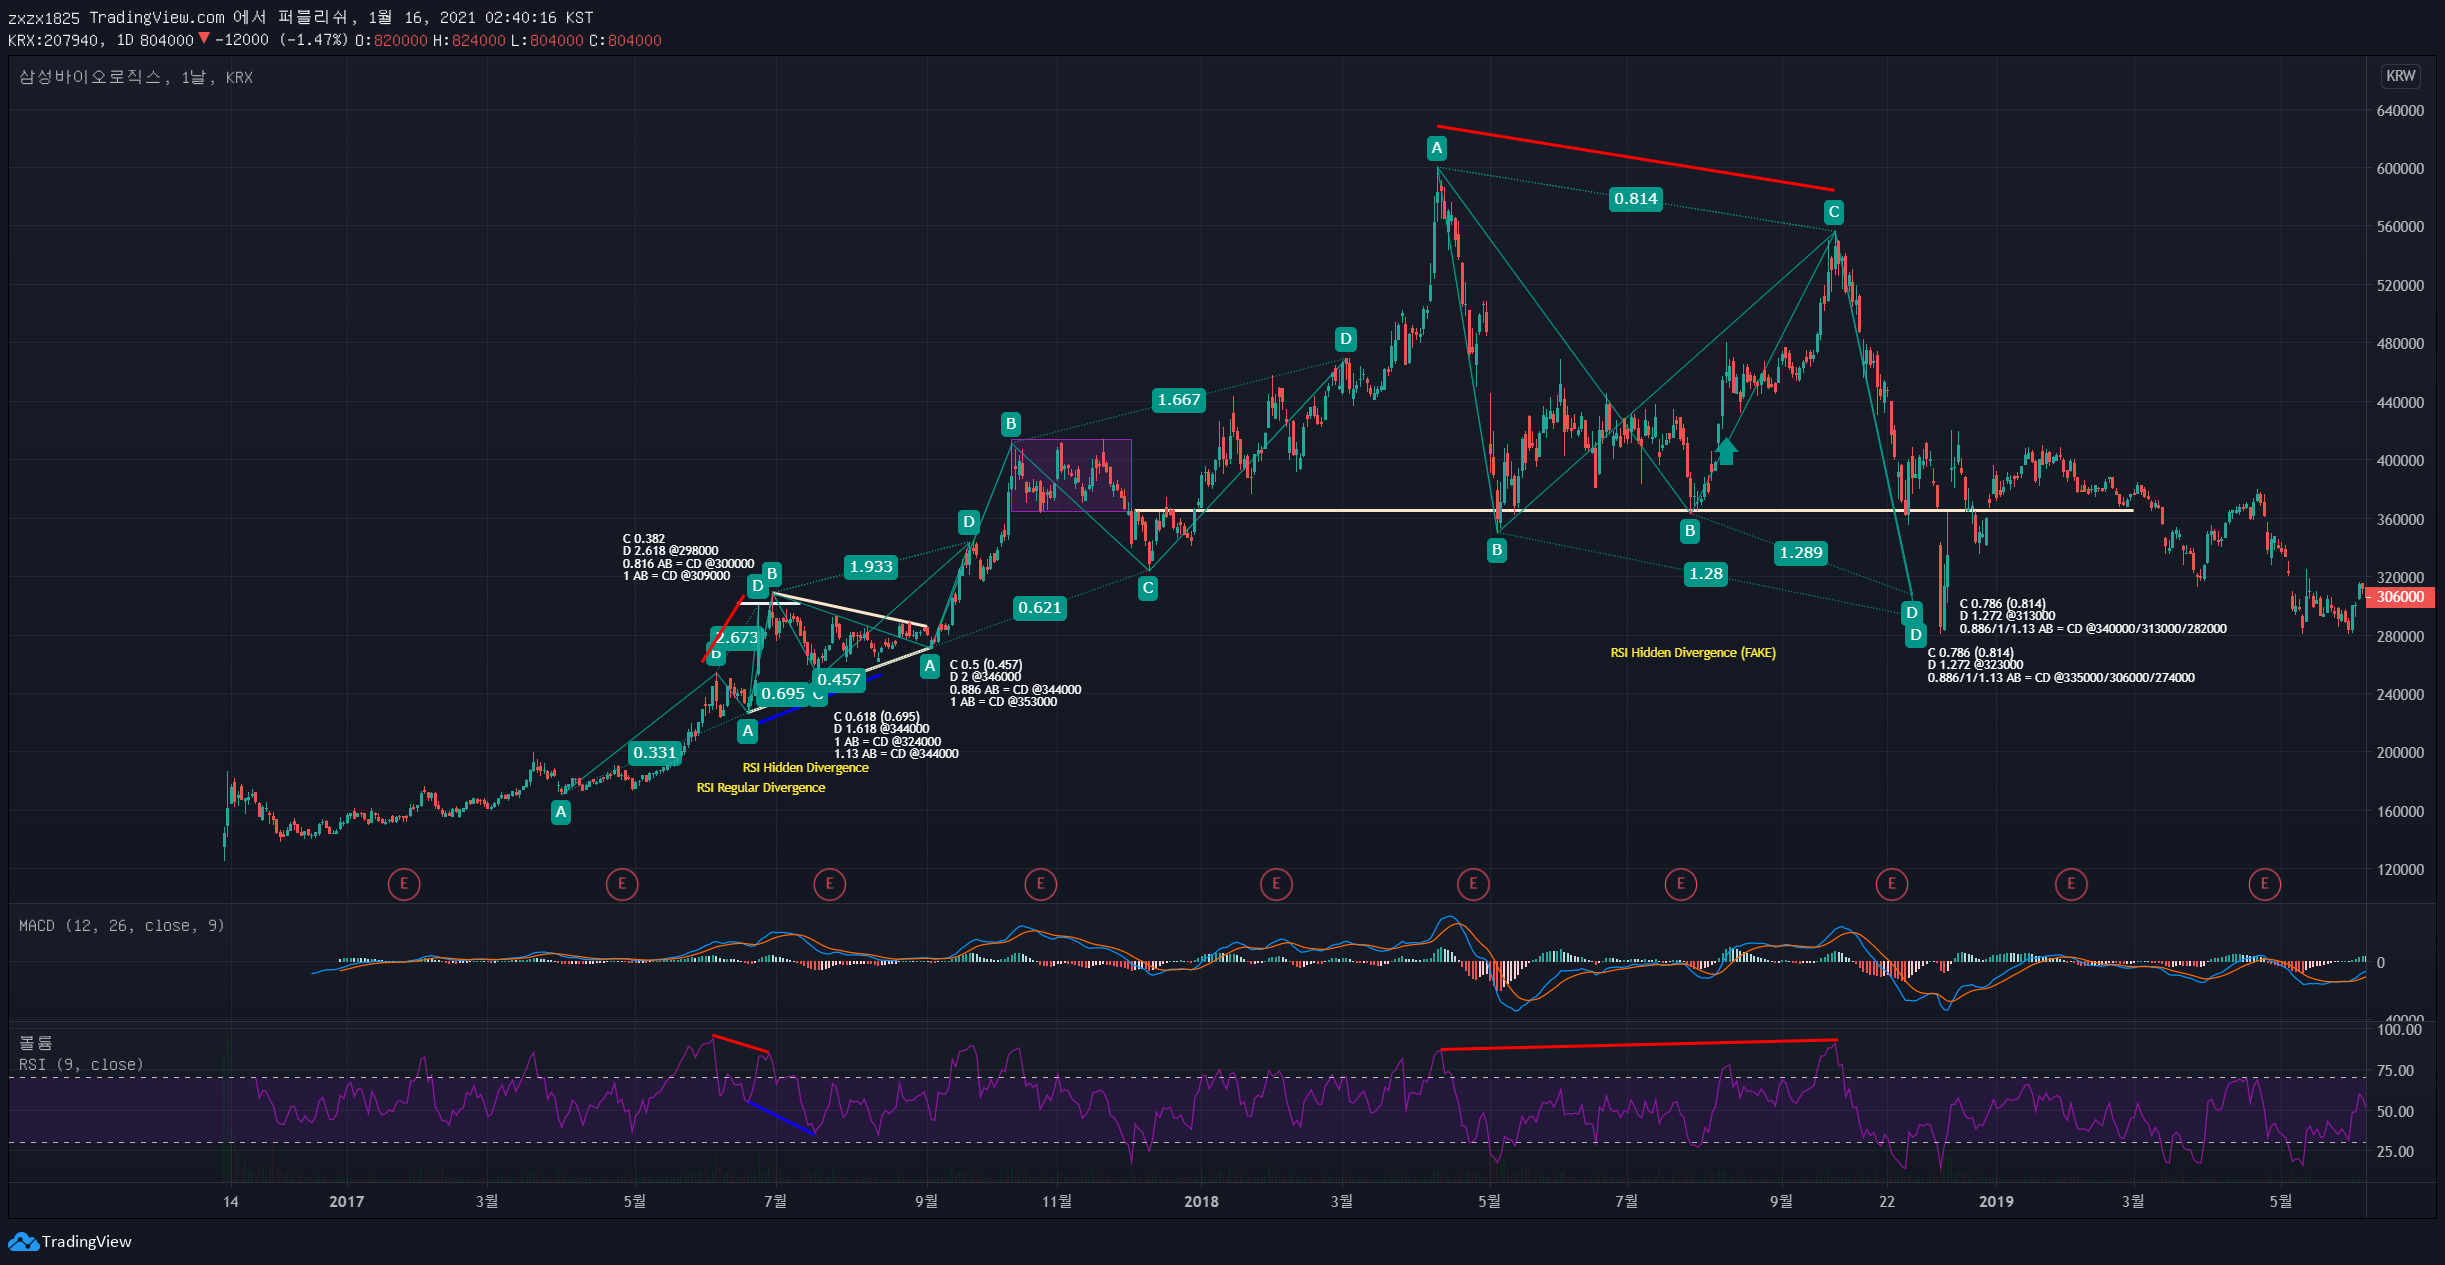 zxzx1825 TradingView.com 에서 퍼블리쉬, 1월 16, 2021 02:40:16 KST
KRX:207940, 1D 804000 ▼ −12000 (−1.47%) O:820000 H:824000 L:804000 C:804000
삼성바이오로직스, 1날, KRX
KRW
640000
600000
560000
520000
480000
440000
400000
360000
320000
306000
280000
240000
200000
160000
120000
A
0.814
C
D
1.667
B
D
C 0.382
D 2.618 @298000
0.816 AB = CD @300000
1 AB = CD @309000
D
B
1.933
B
B
1.289
1.28
C
0.621
2.673
B
D
D
C 0.786 (0.814)
D 1.272 @313000
0.886/1/1.13 AB = CD @340000/313000/282000
RSI Hidden Divergence (FAKE)
C 0.786 (0.814)
D 1.272 @323000
0.886/1/1.13 AB = CD @335000/306000/274000
A
C 0.5 (0.457)
D 2 @346000
0.886 AB = CD @344000
1 AB = CD @353000
0.457
0.695
C
A
C 0.618 (0.695)
D 1.618 @344000
1 AB = CD @324000
1.13 AB = CD @344000
0.331
RSI Hidden Divergence
RSI Regular Divergence
A
E E E E E E E E E E
MACD (12, 26, close, 9)
0
-40000
볼륨
RSI (9, close)
100.00
75.00
50.00
25.00
14 2017 3월 5월 7월 9월 11월 2018 3월 5월 7월 9월 22 2019 3월 5월
TradingView